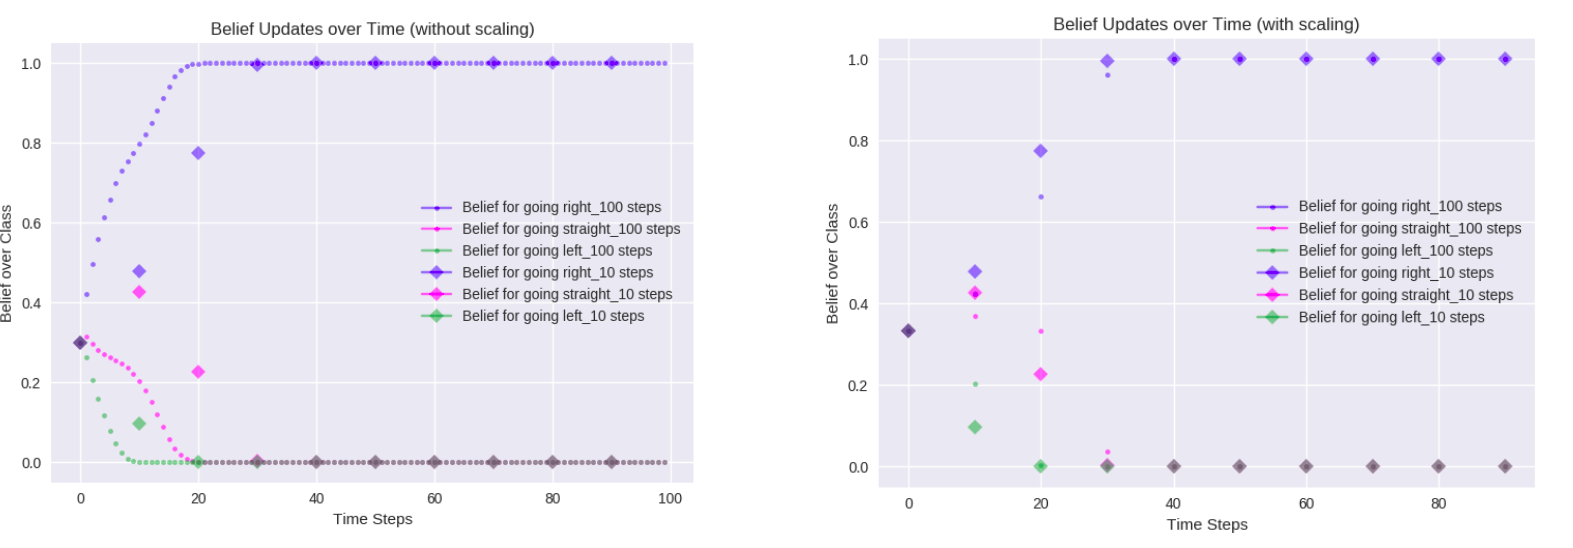 Belief Updates over Time (without scaling)
1.0
0.8
0.6
0.4
0.2
0.0
Belief over Class
Belief for going right_100 steps
Belief for going straight_100 steps
Belief for going left_100 steps
Belief for going right_10 steps
Belief for going straight_10 steps
Belief for going left_10 steps
0 20 40 60 80 100
Time Steps
Belief Updates over Time (with scaling)
1.0
0.8
0.6
0.4
0.2
0.0
Belief over Class
Belief for going right_100 steps
Belief for going straight_100 steps
Belief for going left_100 steps
Belief for going right_10 steps
Belief for going straight_10 steps
Belief for going left_10 steps
0 20 40 60 80
Time Steps